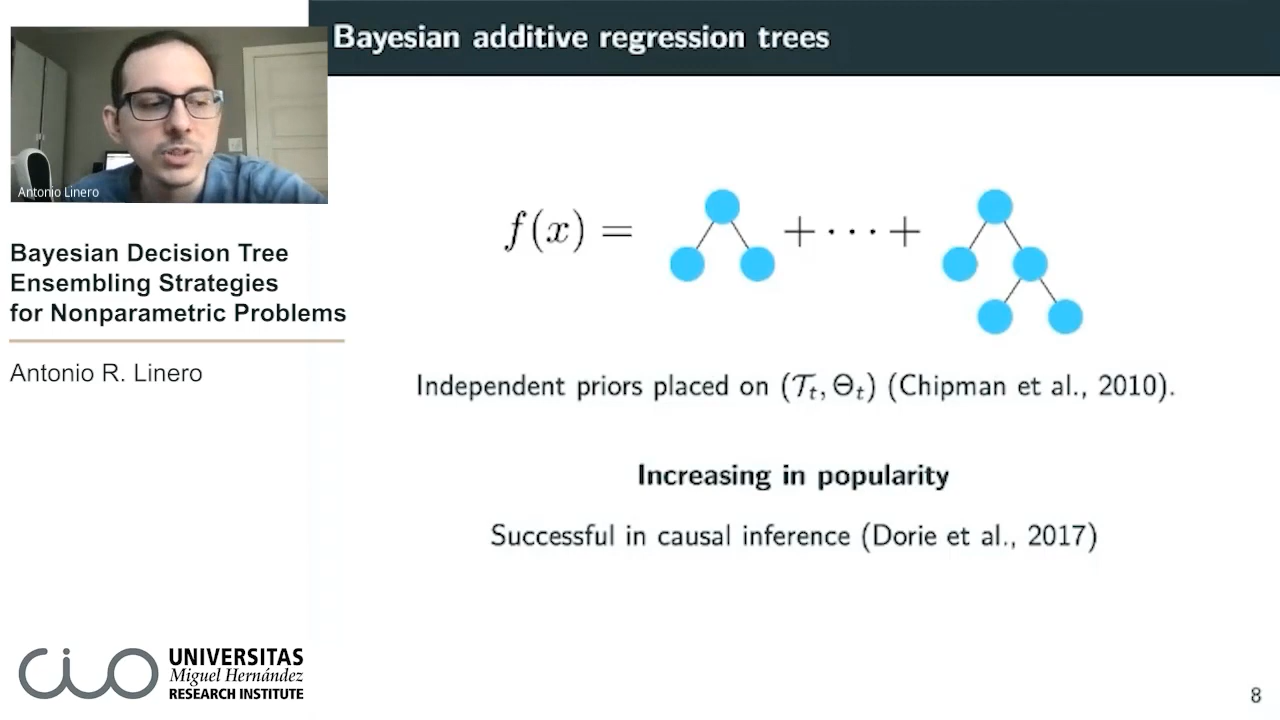 Bayesian additive regression trees
Antonio Linero
Bayesian Decision Tree
Ensembling Strategies
for Nonparametric Problems
Antonio R. Linero
f(x) = + ⋯ +
Independent priors placed on (𝒯ₜ, Θₜ) (Chipman et al., 2010).
Increasing in popularity
Successful in causal inference (Dorie et al., 2017)
cio UNIVERSITAS
Miguel Hernández
RESEARCH INSTITUTE
8